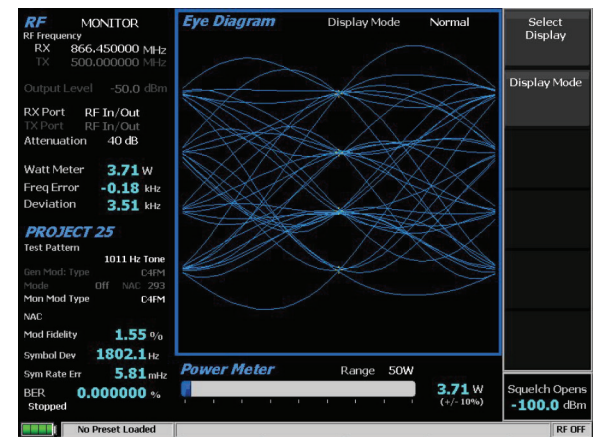 RF MONITOR
RF Frequency
RX 866.450000 MHz
TX 500.000000 MHz
Output Level -50.0 dBm
RX Port RF In/Out
TX Port RF In/Out
Attenuation 40 dB
Watt Meter 3.71 W
Freq Error -0.18 kHz
Deviation 3.51 kHz
PROJECT 25
Test Pattern
1011 Hz Tone
Gen Mod: Type C4FM
Mode Off NAC 293
Mon Mod Type C4FM
NAC
Mod Fidelity 1.55 %
Symbol Dev 1802.1 Hz
Sym Rate Err 5.81 mHz
BER 0.000000 %
Stopped
Eye Diagram Display Mode Normal
Power Meter Range 50W
3.71 W
(+/- 10%)
Select
Display
Display Mode
Squelch Opens
-100.0 dBm
No Preset Loaded
RF OFF